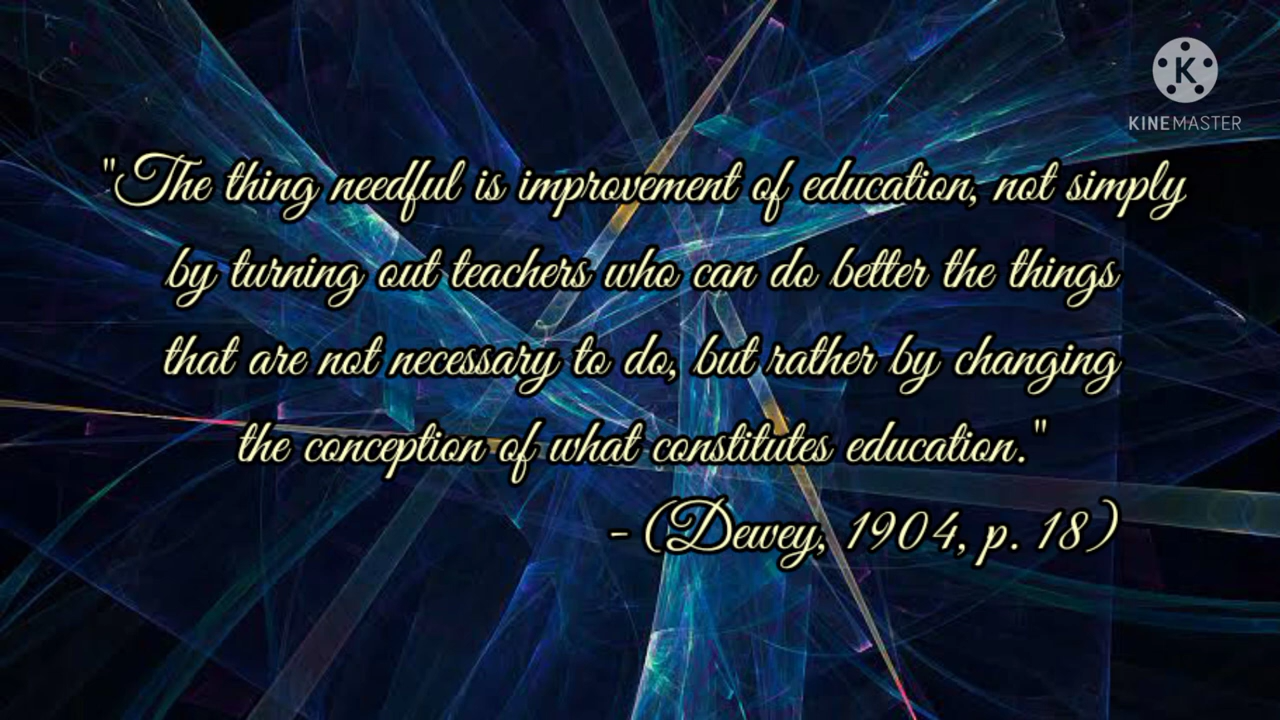 KINEMASTER
"The thing needful is improvement of education, not simply
by turning out teachers who can do better the things
that are not necessary to do, but rather by changing
the conception of what constitutes education."
- (Dewey, 1904, p. 18)